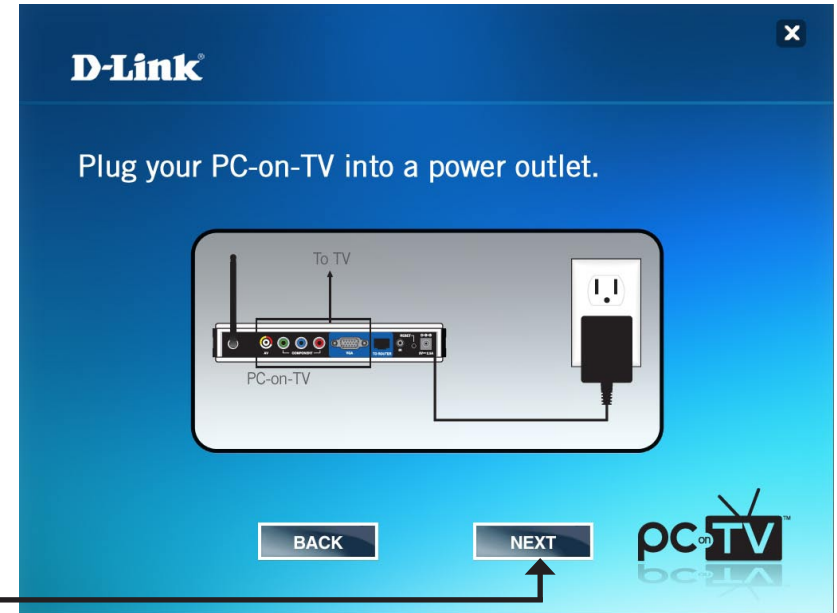 X
D-Link®
Plug your PC-on-TV into a power outlet.
To TV
AV
COMPONENT
VGA
TO ROUTER
RESET
PC-on-TV
BACK
NEXT
pc on TV™